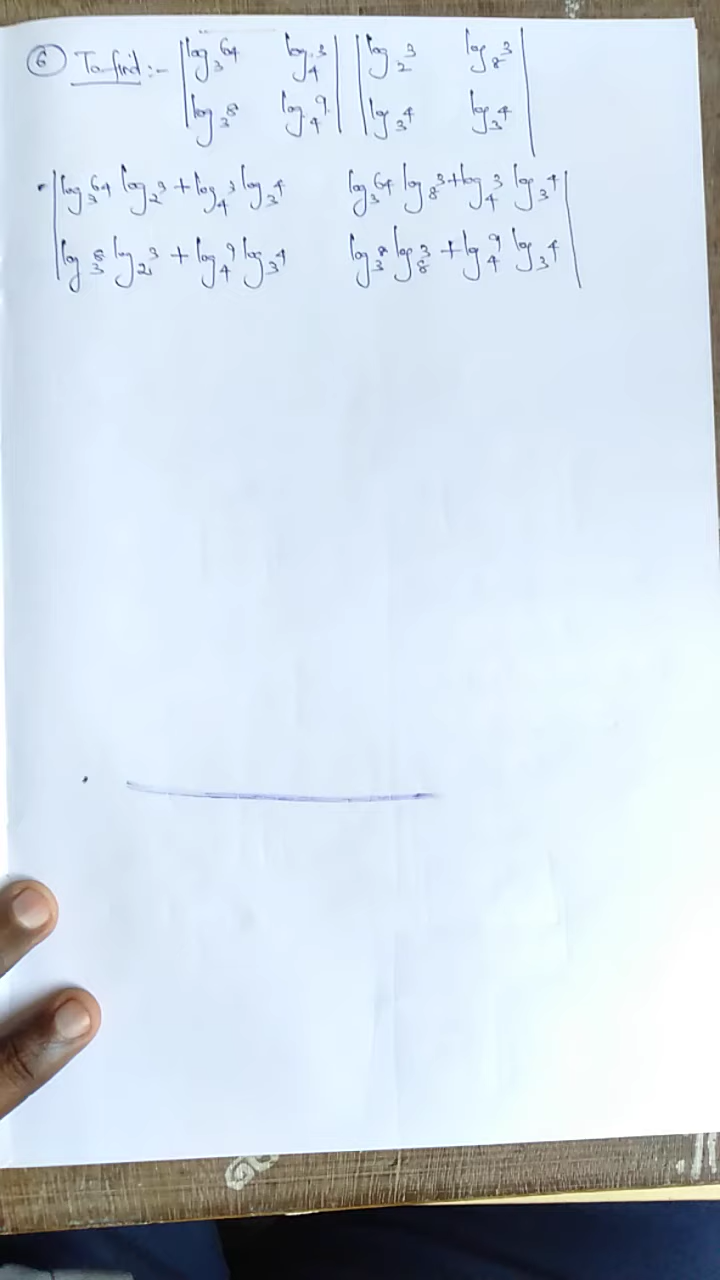 ⑥ To find :- | log₃⁶⁴ log₄³ | | log₂³ log₈³ |
| log₃⁸ log₄⁹ | | log₃⁴ log₃⁴ |
| log₃⁶⁴ log₂³ + log₄³ log₃⁴ log₃⁶⁴ log₈³ + log₄³ log₃⁴ |
| log₃⁸ log₂³ + log₄⁹ log₃⁴ log₃⁸ log₈³ + log₄⁹ log₃⁴ |